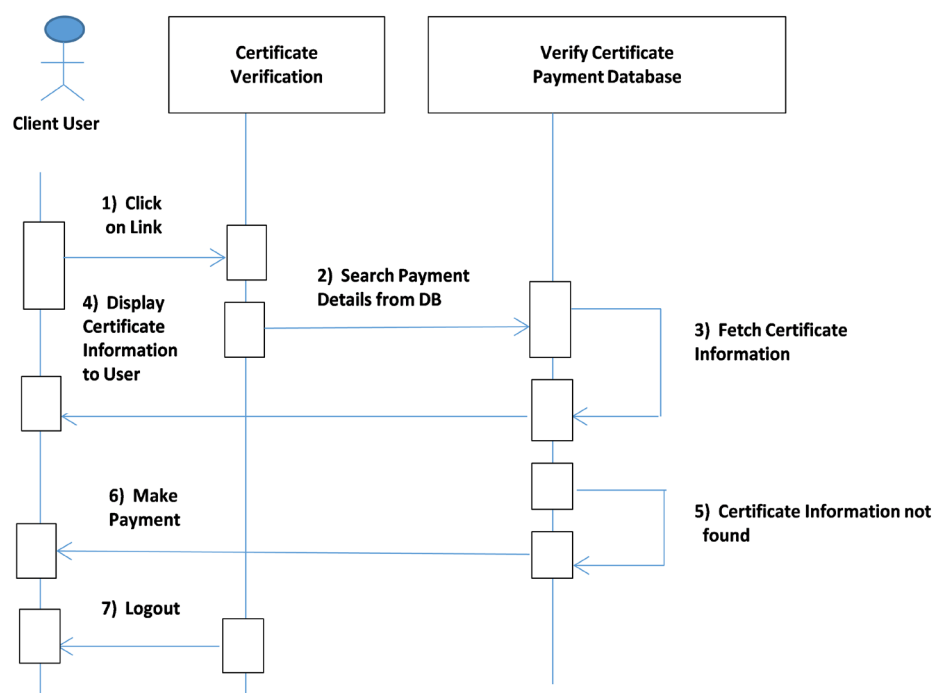 Certificate
Verification
Verify Certificate
Payment Database
Client User
1) Click
on Link
2) Search Payment
Details from DB
4) Display
Certificate
Information
to User
3) Fetch Certificate
Information
6) Make
Payment
5) Certificate Information not
found
7) Logout